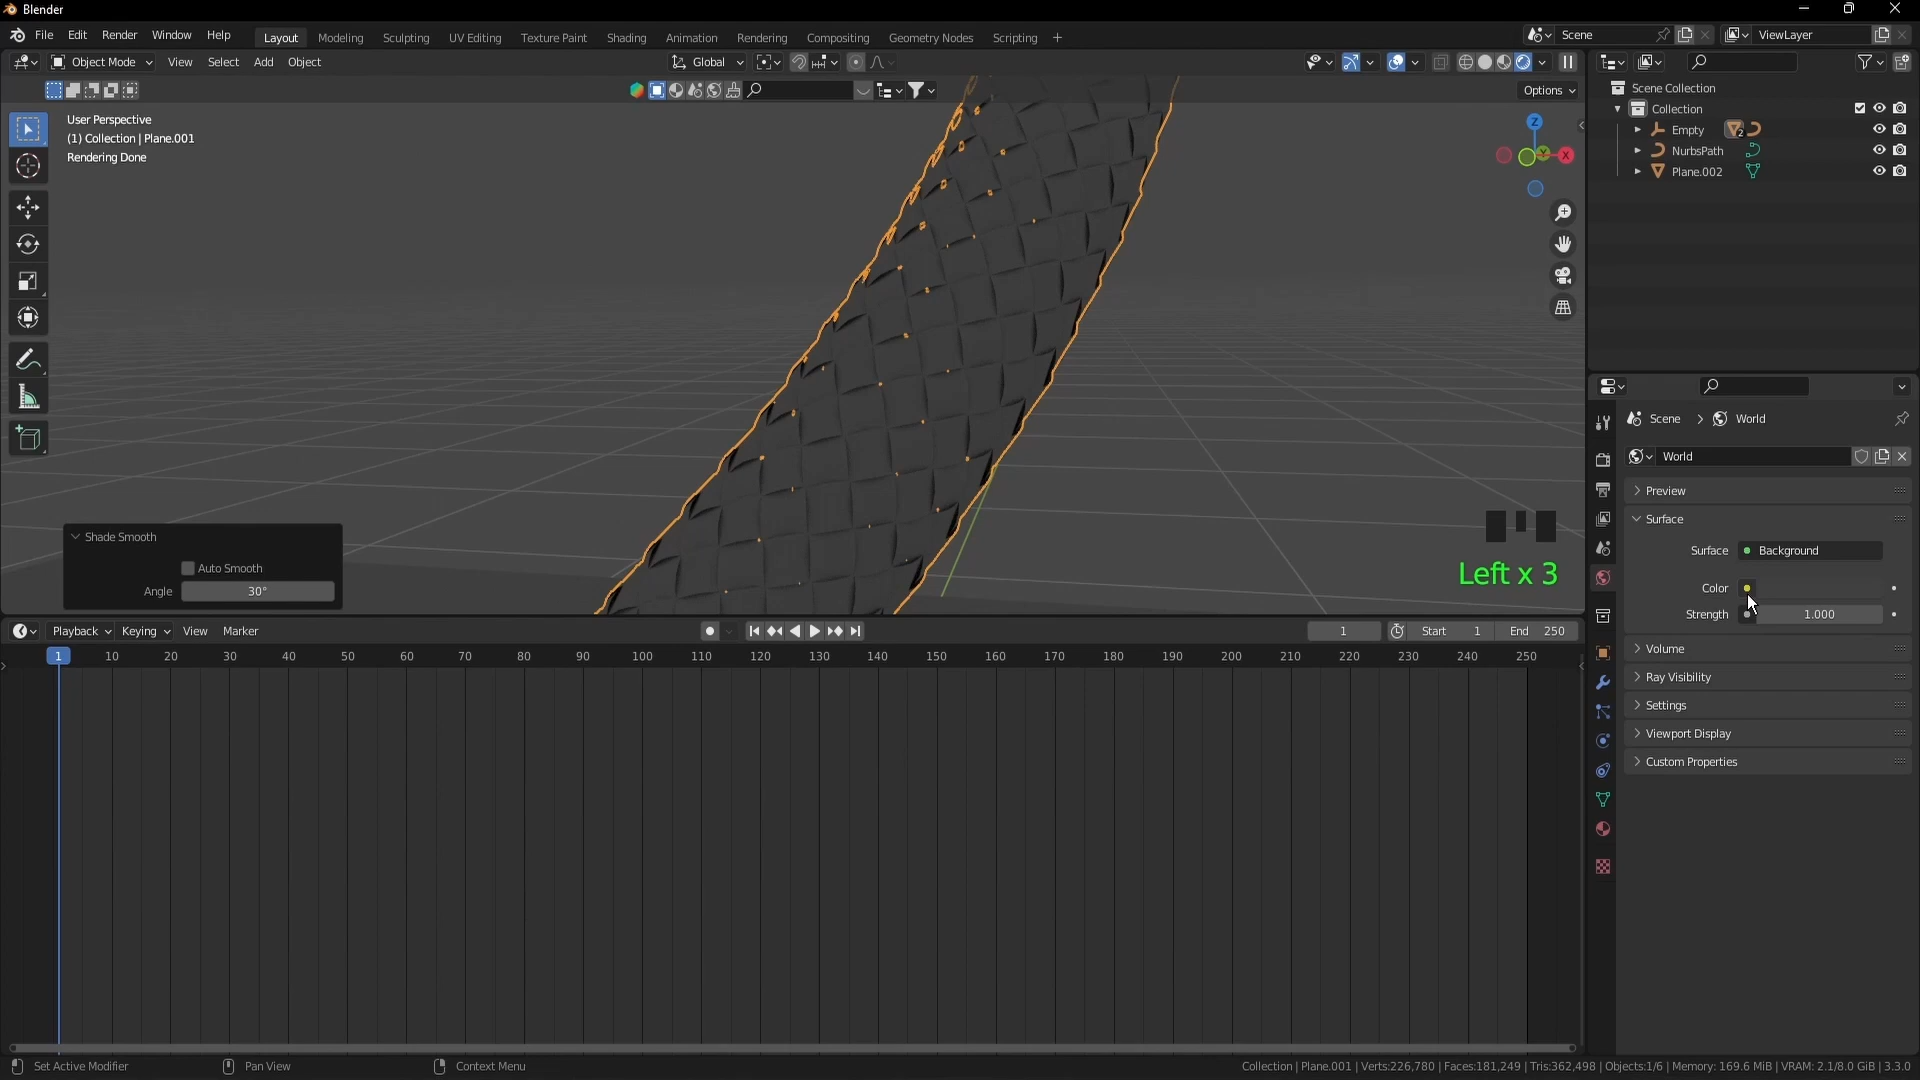 Blender
File Edit Render Window Help Layout Modeling Sculpting UV Editing Texture Paint Shading Animation Rendering Compositing Geometry Nodes Scripting + Scene ViewLayer
Object Mode View Select Add Object Global
Options
User Perspective
(1) Collection | Plane.001
Rendering Done
Z
Y
X
Shade Smooth
Auto Smooth
Angle 30°
Left x 3
Scene Collection
Collection
Empty 2
NurbsPath
Plane.002
Scene > World
World
Preview
Surface
Surface Background
Color
Strength 1.000
Volume
Ray Visibility
Settings
Viewport Display
Custom Properties
Playback Keying View Marker 1 Start 1 End 250
1 10 20 30 40 50 60 70 80 90 100 110 120 130 140 150 160 170 180 190 200 210 220 230 240 250
Set Active Modifier Pan View Context Menu Collection | Plane.001 | Verts:226,780 | Faces:181,249 | Tris:362,498 | Objects:1/6 | Memory: 169.6 MiB | VRAM: 2.1/8.0 GiB | 3.3.0